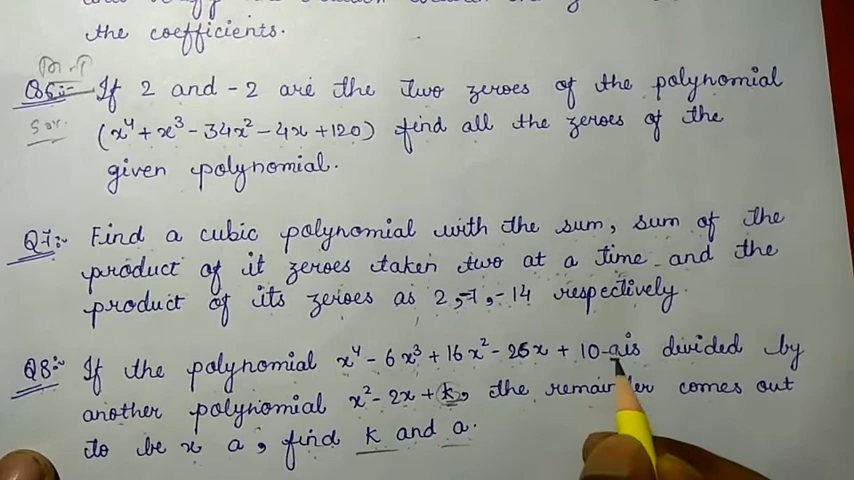 the coefficients.
Q6:- If 2 and -2 are the two zeroes of the polynomial
(x⁴ + x³ - 34x² - 4x + 120) find all the zeroes of the
given polynomial.
Q7:- Find a cubic polynomial with the sum, sum of the
product of it zeroes taken two at a time and the
product of its zeroes as 2, -7, -14 respectively.
Q8:- If the polynomial x⁴ - 6x³ + 16x² - 25x + 10 is divided by
another polynomial x² - 2x + k, the remainder comes out
to be x a, find k and a.